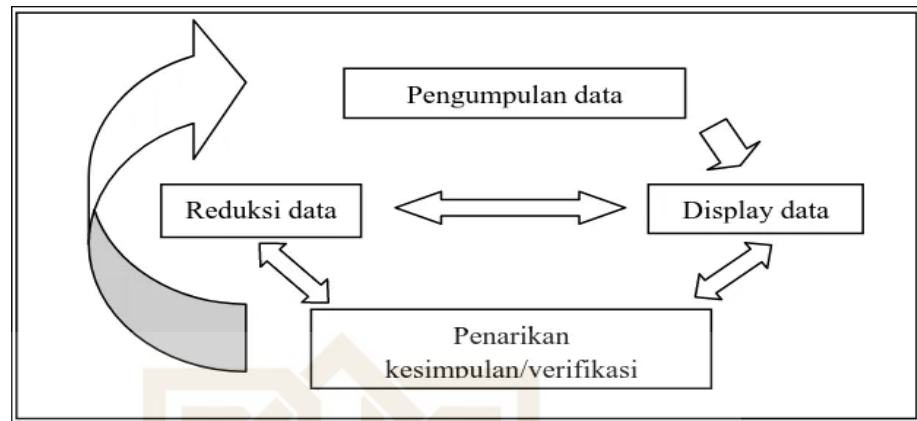 Pengumpulan data
Reduksi data
Display data
Penarikan
kesimpulan/verifikasi